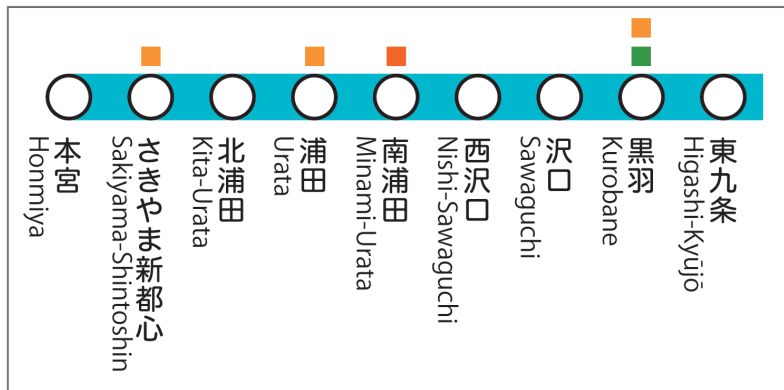 本宮
Honmiya
さきやま新都心
Sakiyama-Shintoshin
北浦田
Kita-Urata
浦田
Urata
南浦田
Minami-Urata
西沢口
Nishi-Sawaguchi
沢口
Sawaguchi
黒羽
Kurobane
東九条
Higashi-Kyūjō